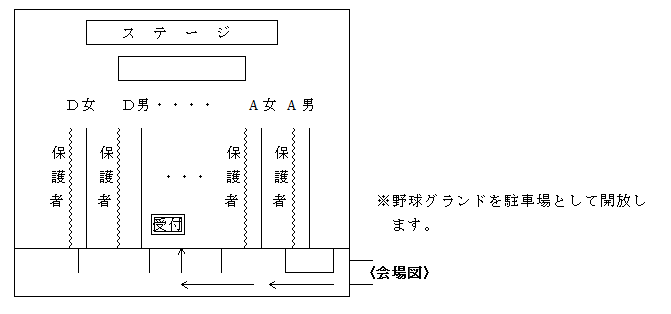 ステージ
D女 D男・・・・ A女 A男
保護者 保護者 ・・・ 保護者 保護者
受付
※野球グランドを駐車場として開放し
ます。
〈会場図〉